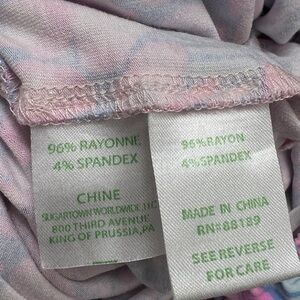 96% RAYONNE
4% SPANDEX
CHINE
SUGARTOWN WORLDWIDE, LLC
800 THIRD AVENUE
KING OF PRUSSIA, PA
96% RAYON
4% SPANDEX
MADE IN CHINA
RN#88189
SEE REVERSE
FOR CARE